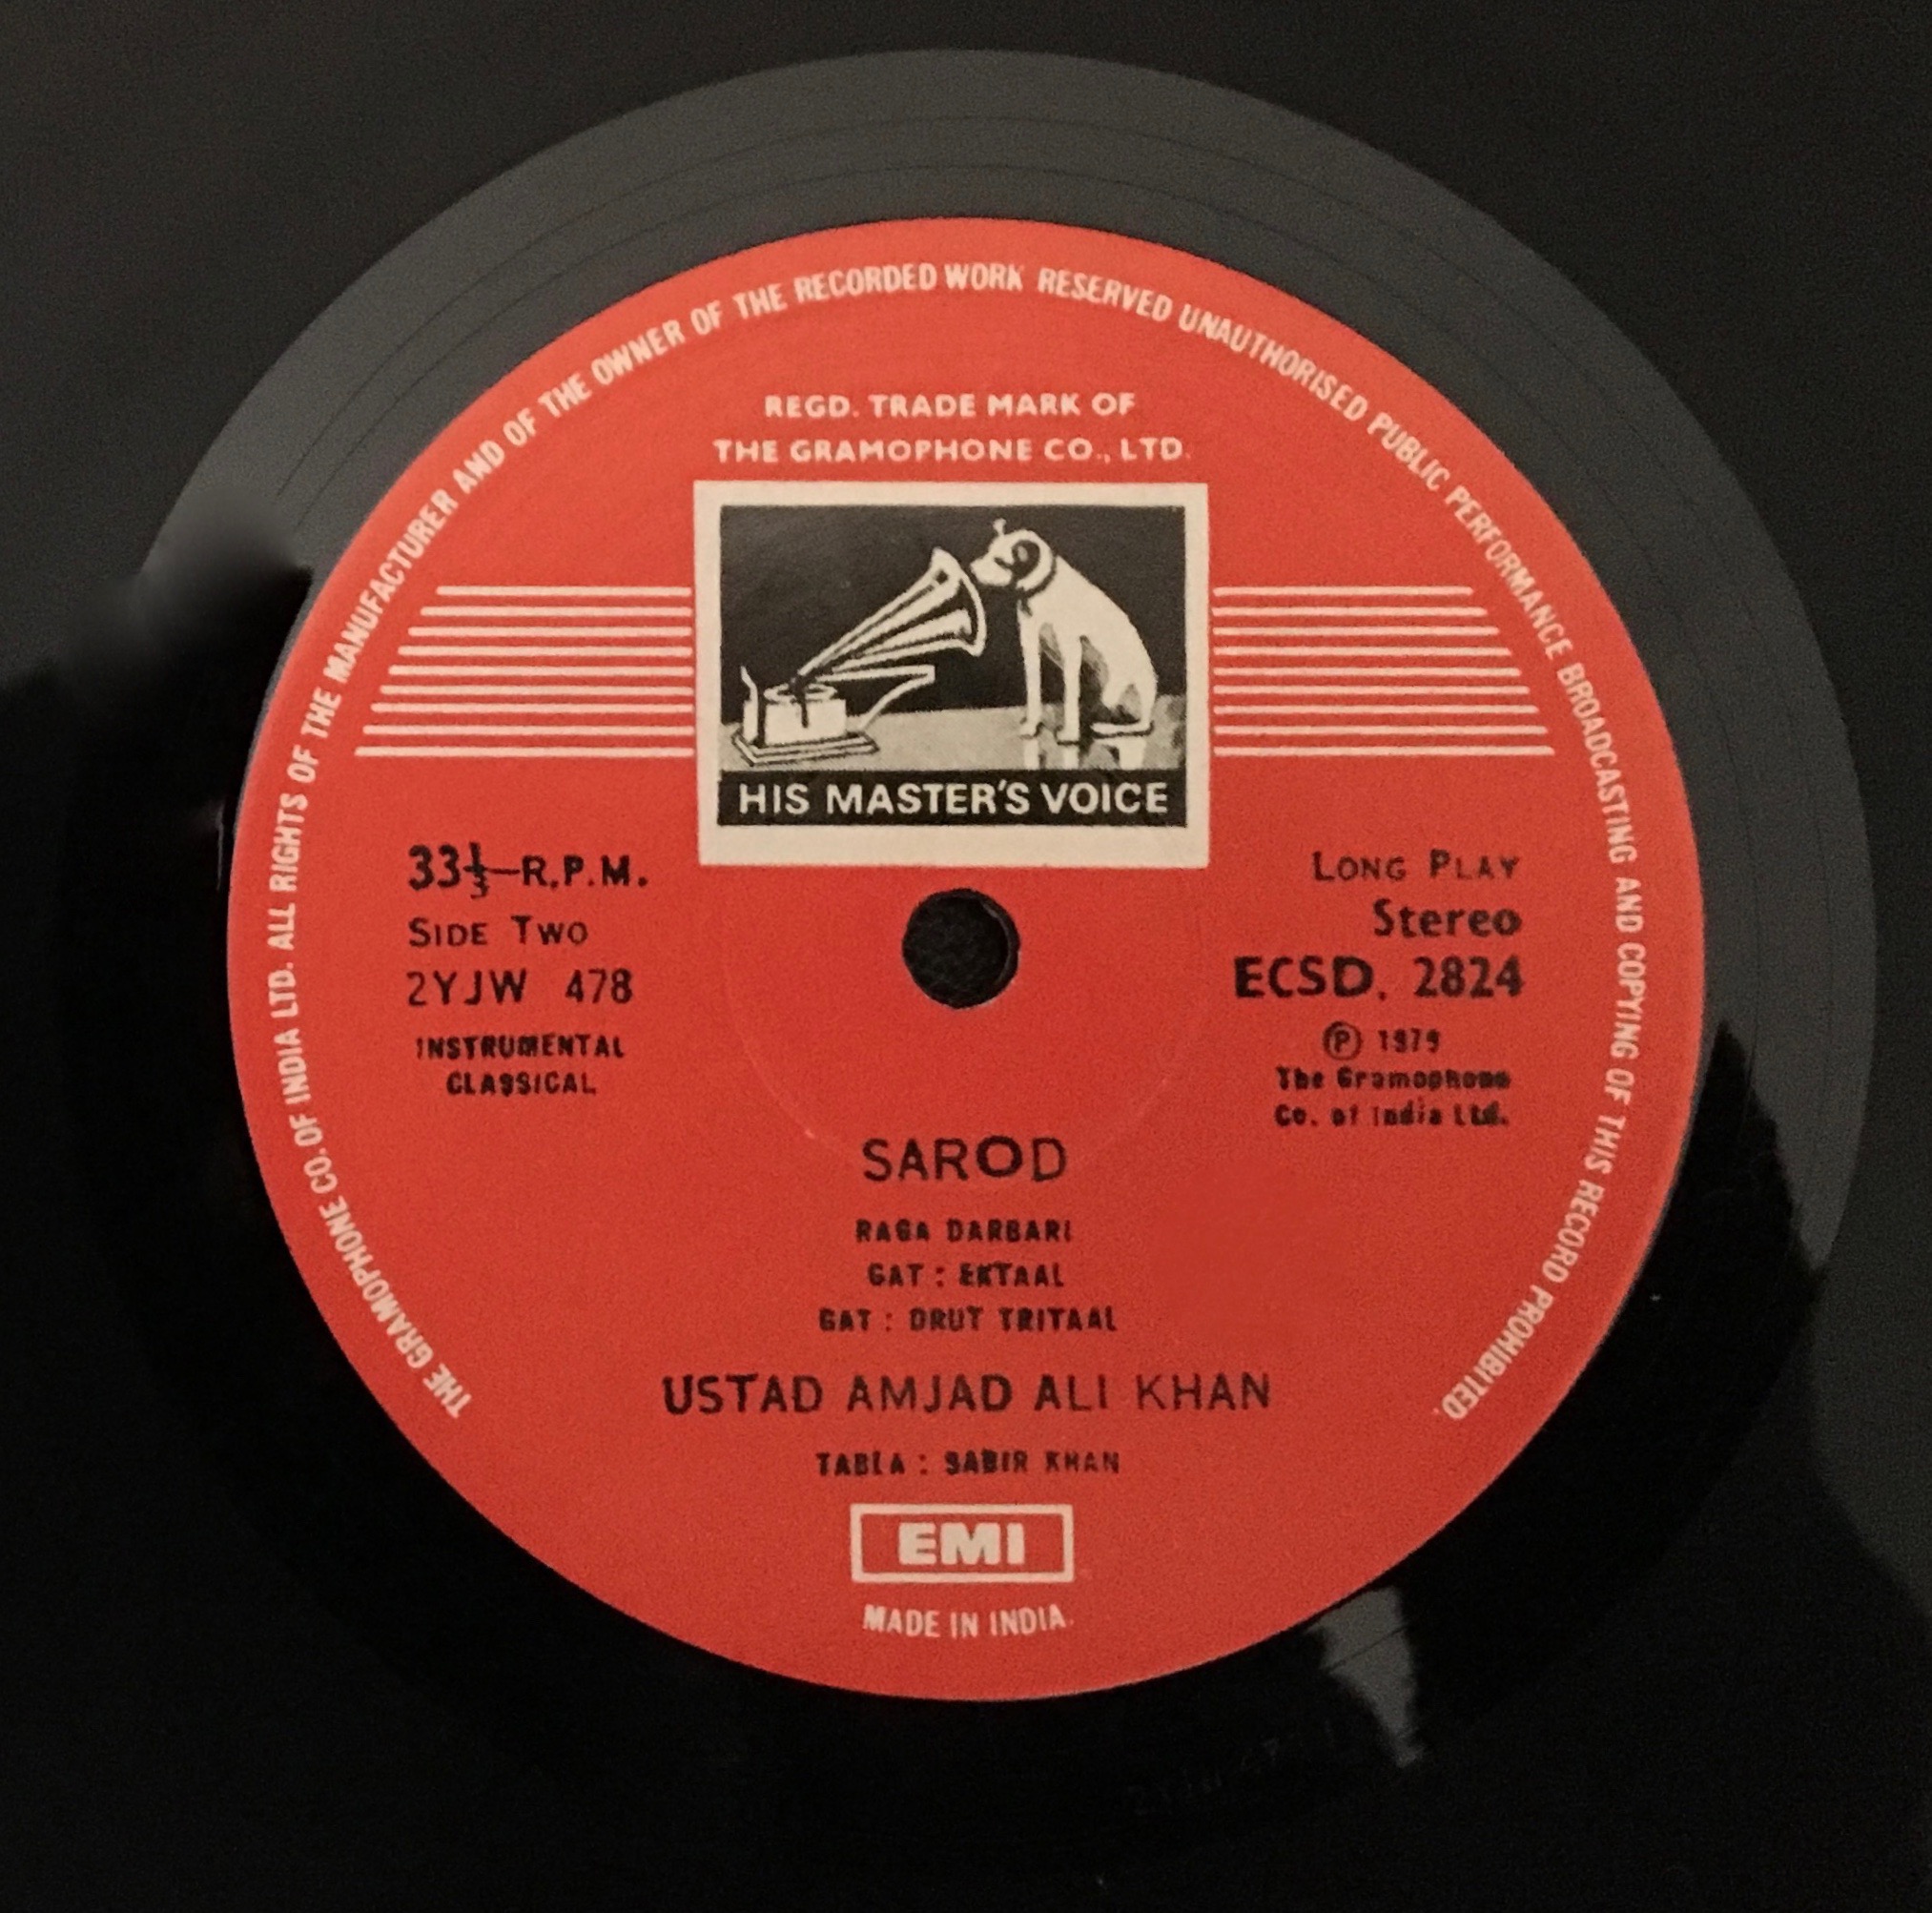 THE GRAMOPHONE CO. OF INDIA LTD. ALL RIGHTS OF THE MANUFACTURER AND OF THE OWNER OF THE RECORDED WORK RESERVED UNAUTHORISED PUBLIC PERFORMANCE BROADCASTING AND COPYING OF THIS RECORD PROHIBITED.
REGD. TRADE MARK OF
THE GRAMOPHONE CO., LTD.
HIS MASTER'S VOICE
33⅓—R.P.M.
SIDE TWO
2YJW 478
INSTRUMENTAL
CLASSICAL
LONG PLAY
Stereo
ECSD. 2824
Ⓟ 1979
The Gramophone
Co. of India Ltd.
SAROD
RAGA DARBARI
GAT : EKTAAL
GAT : DRUT TRITAAL
USTAD AMJAD ALI KHAN
TABLA : SABIR KHAN
EMI
MADE IN INDIA.